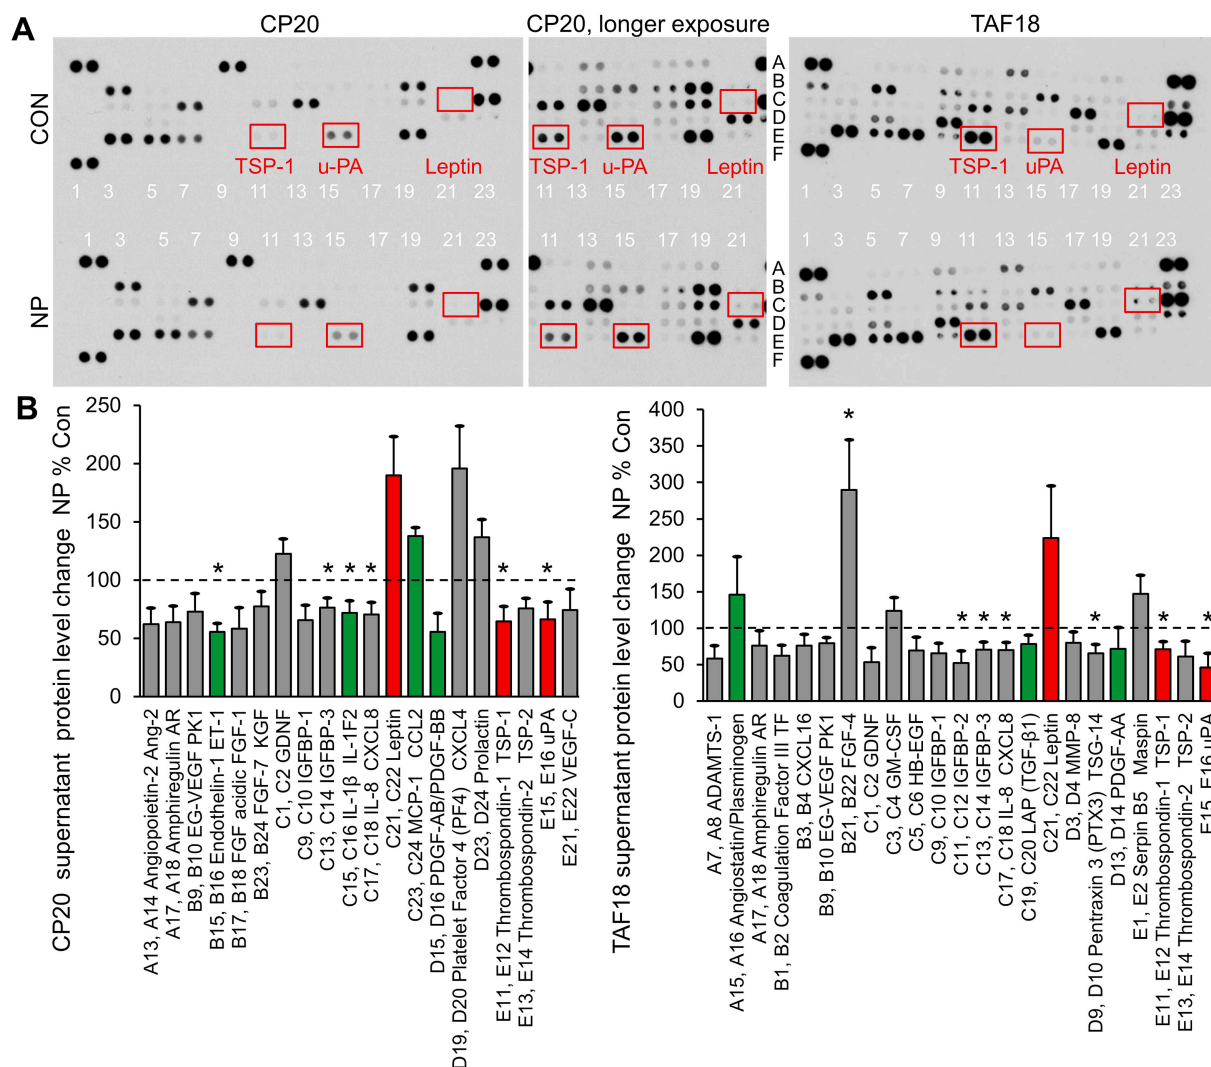 A
CP20
CP20, longer exposure
TAF18
CON
A
B
C
D
E
F
TSP-1
u-PA
Leptin
TSP-1
u-PA
TSP-1
uPA
Leptin
1 3 5 7 9 11 13 15 17 19 21 23
11 13 15 17 19 21
1 3 5 7 9 11 13 15 17 19 21 23
1 3 5 7 9 11 13 15 17 19 21 23
11 13 15 17 19 21
1 3 5 7 9 11 13 15 17 19 21 23
NP
A
B
C
D
E
F
B
CP20 supernatant protein level change NP % Con
250
200
150
100
50
0
* * * * * *
A13, A14 Angiopoietin-2 Ang-2
A17, A18 Amphiregulin AR
B9, B10 EG-VEGF PK1
B15, B16 Endothelin-1 ET-1
B17, B18 FGF acidic FGF-1
B23, B24 FGF-7 KGF
C1, C2 GDNF
C9, C10 IGFBP-1
C13, C14 IGFBP-3
C15, C16 IL-1β IL-1F2
C17, C18 IL-8 CXCL8
C21, C22 Leptin
C23, C24 MCP-1 CCL2
D15, D16 PDGF-AB/PDGF-BB
D19, D20 Platelet Factor 4 (PF4) CXCL4
D23, D24 Prolactin
E11, E12 Thrombospondin-1 TSP-1
E13, E14 Thrombospondin-2 TSP-2
E15, E16 uPA
E21, E22 VEGF-C
TAF18 supernatant protein level change NP % Con
400
350
300
250
200
150
100
50
0
* * * * * * *
A7, A8 ADAMTS-1
A15, A16 Angiostatin/Plasminogen
A17, A18 Amphiregulin AR
B1, B2 Coagulation Factor III TF
B3, B4 CXCL16
B9, B10 EG-VEGF PK1
B21, B22 FGF-4
C1, C2 GDNF
C3, C4 GM-CSF
C5, C6 HB-EGF
C9, C10 IGFBP-1
C11, C12 IGFBP-2
C13, C14 IGFBP-3
C17, C18 IL-8 CXCL8
C19, C20 LAP (TGF-β1)
C21, C22 Leptin
D3, D4 MMP-8
D9, D10 Pentraxin 3 (PTX3) TSG-14
D13, D14 PDGF-AA
E1, E2 Serpin B5 Maspin
E11, E12 Thrombospondin-1 TSP-1
E13, E14 Thrombospondin-2 TSP-2
E15, E16 uPA